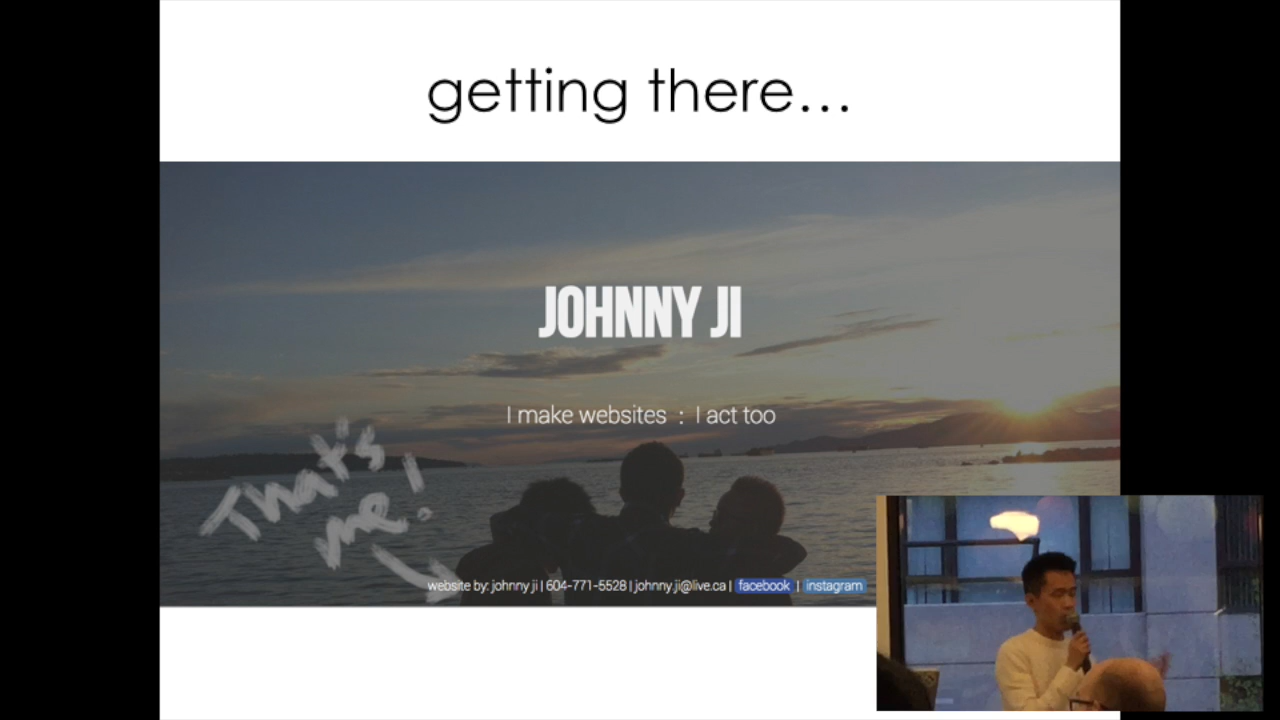 getting there...
JOHNNY JI
I make websites : I act too
That's
me!
website by: johnny ji | 604-771-5528 | johnny.ji@live.ca | facebook | instagram